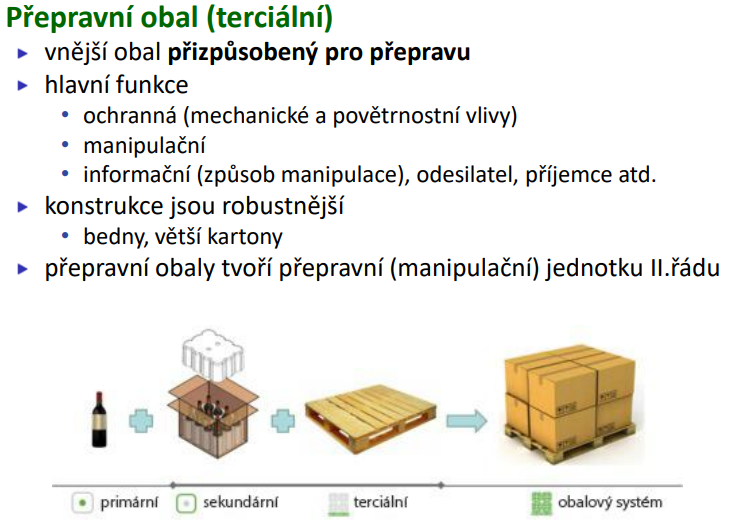 Přepravní obal (terciální)
vnější obal přizpůsobený pro přepravu
hlavní funkce
ochranná (mechanické a povětrnostní vlivy)
manipulační
informační (způsob manipulace), odesilatel, příjemce atd.
konstrukce jsou robustnější
bedny, větší kartony
přepravní obaly tvoří přepravní (manipulační) jednotku II.řádu
primární sekundární terciální obalový systém